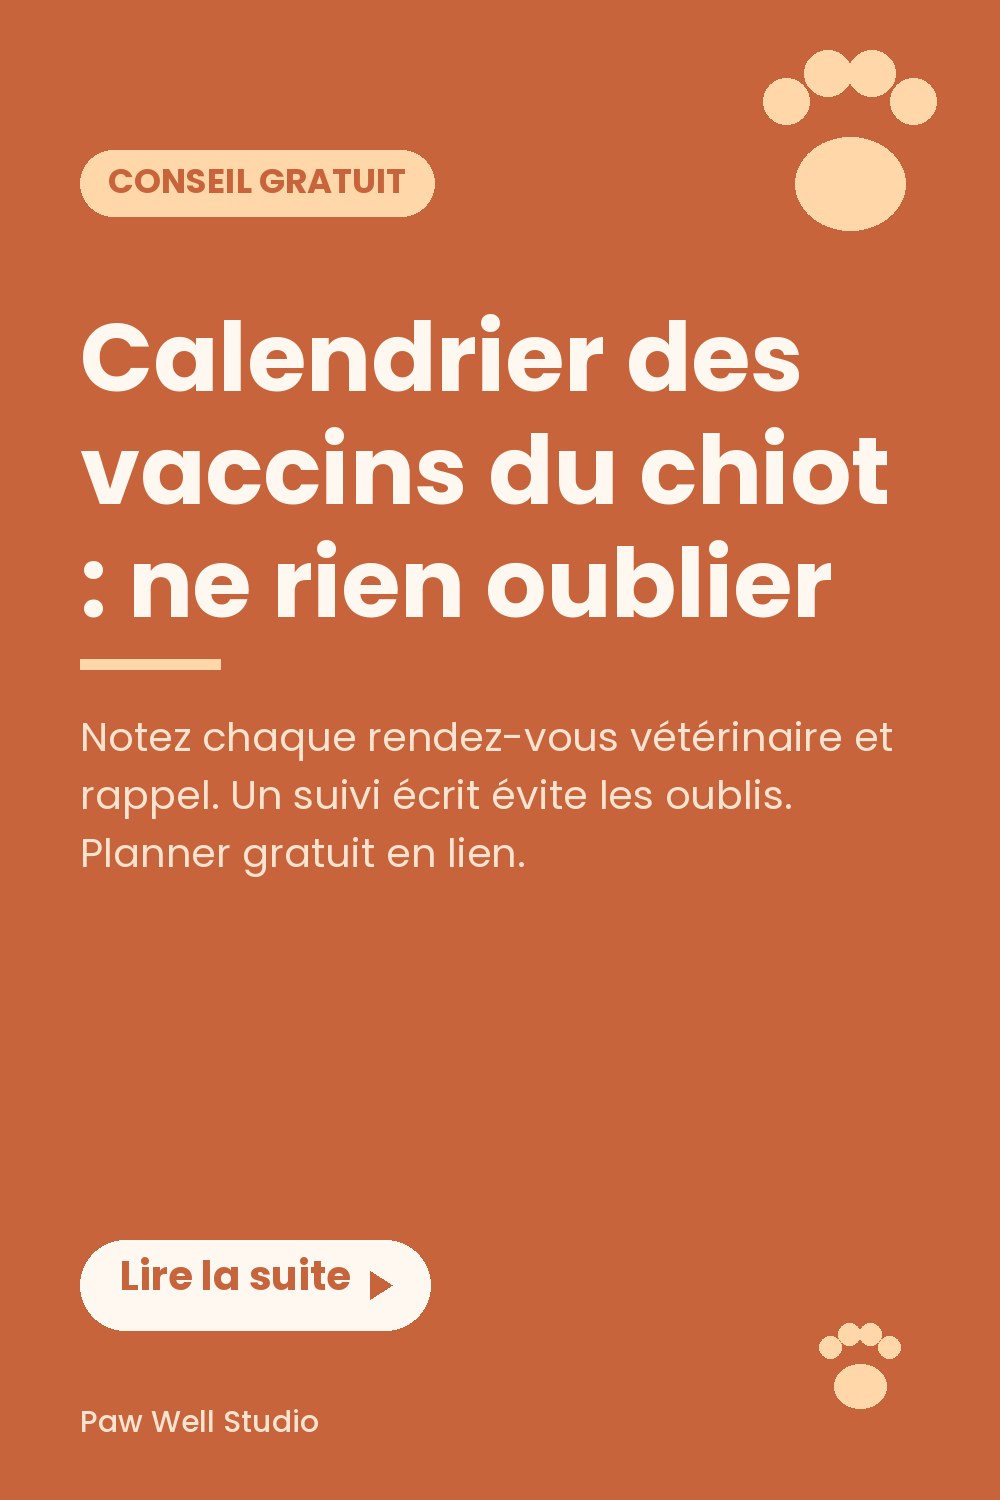 CONSEIL GRATUIT
Calendrier des
vaccins du chiot
: ne rien oublier
Notez chaque rendez-vous vétérinaire et
rappel. Un suivi écrit évite les oublis.
Planner gratuit en lien.
Lire la suite
Paw Well Studio